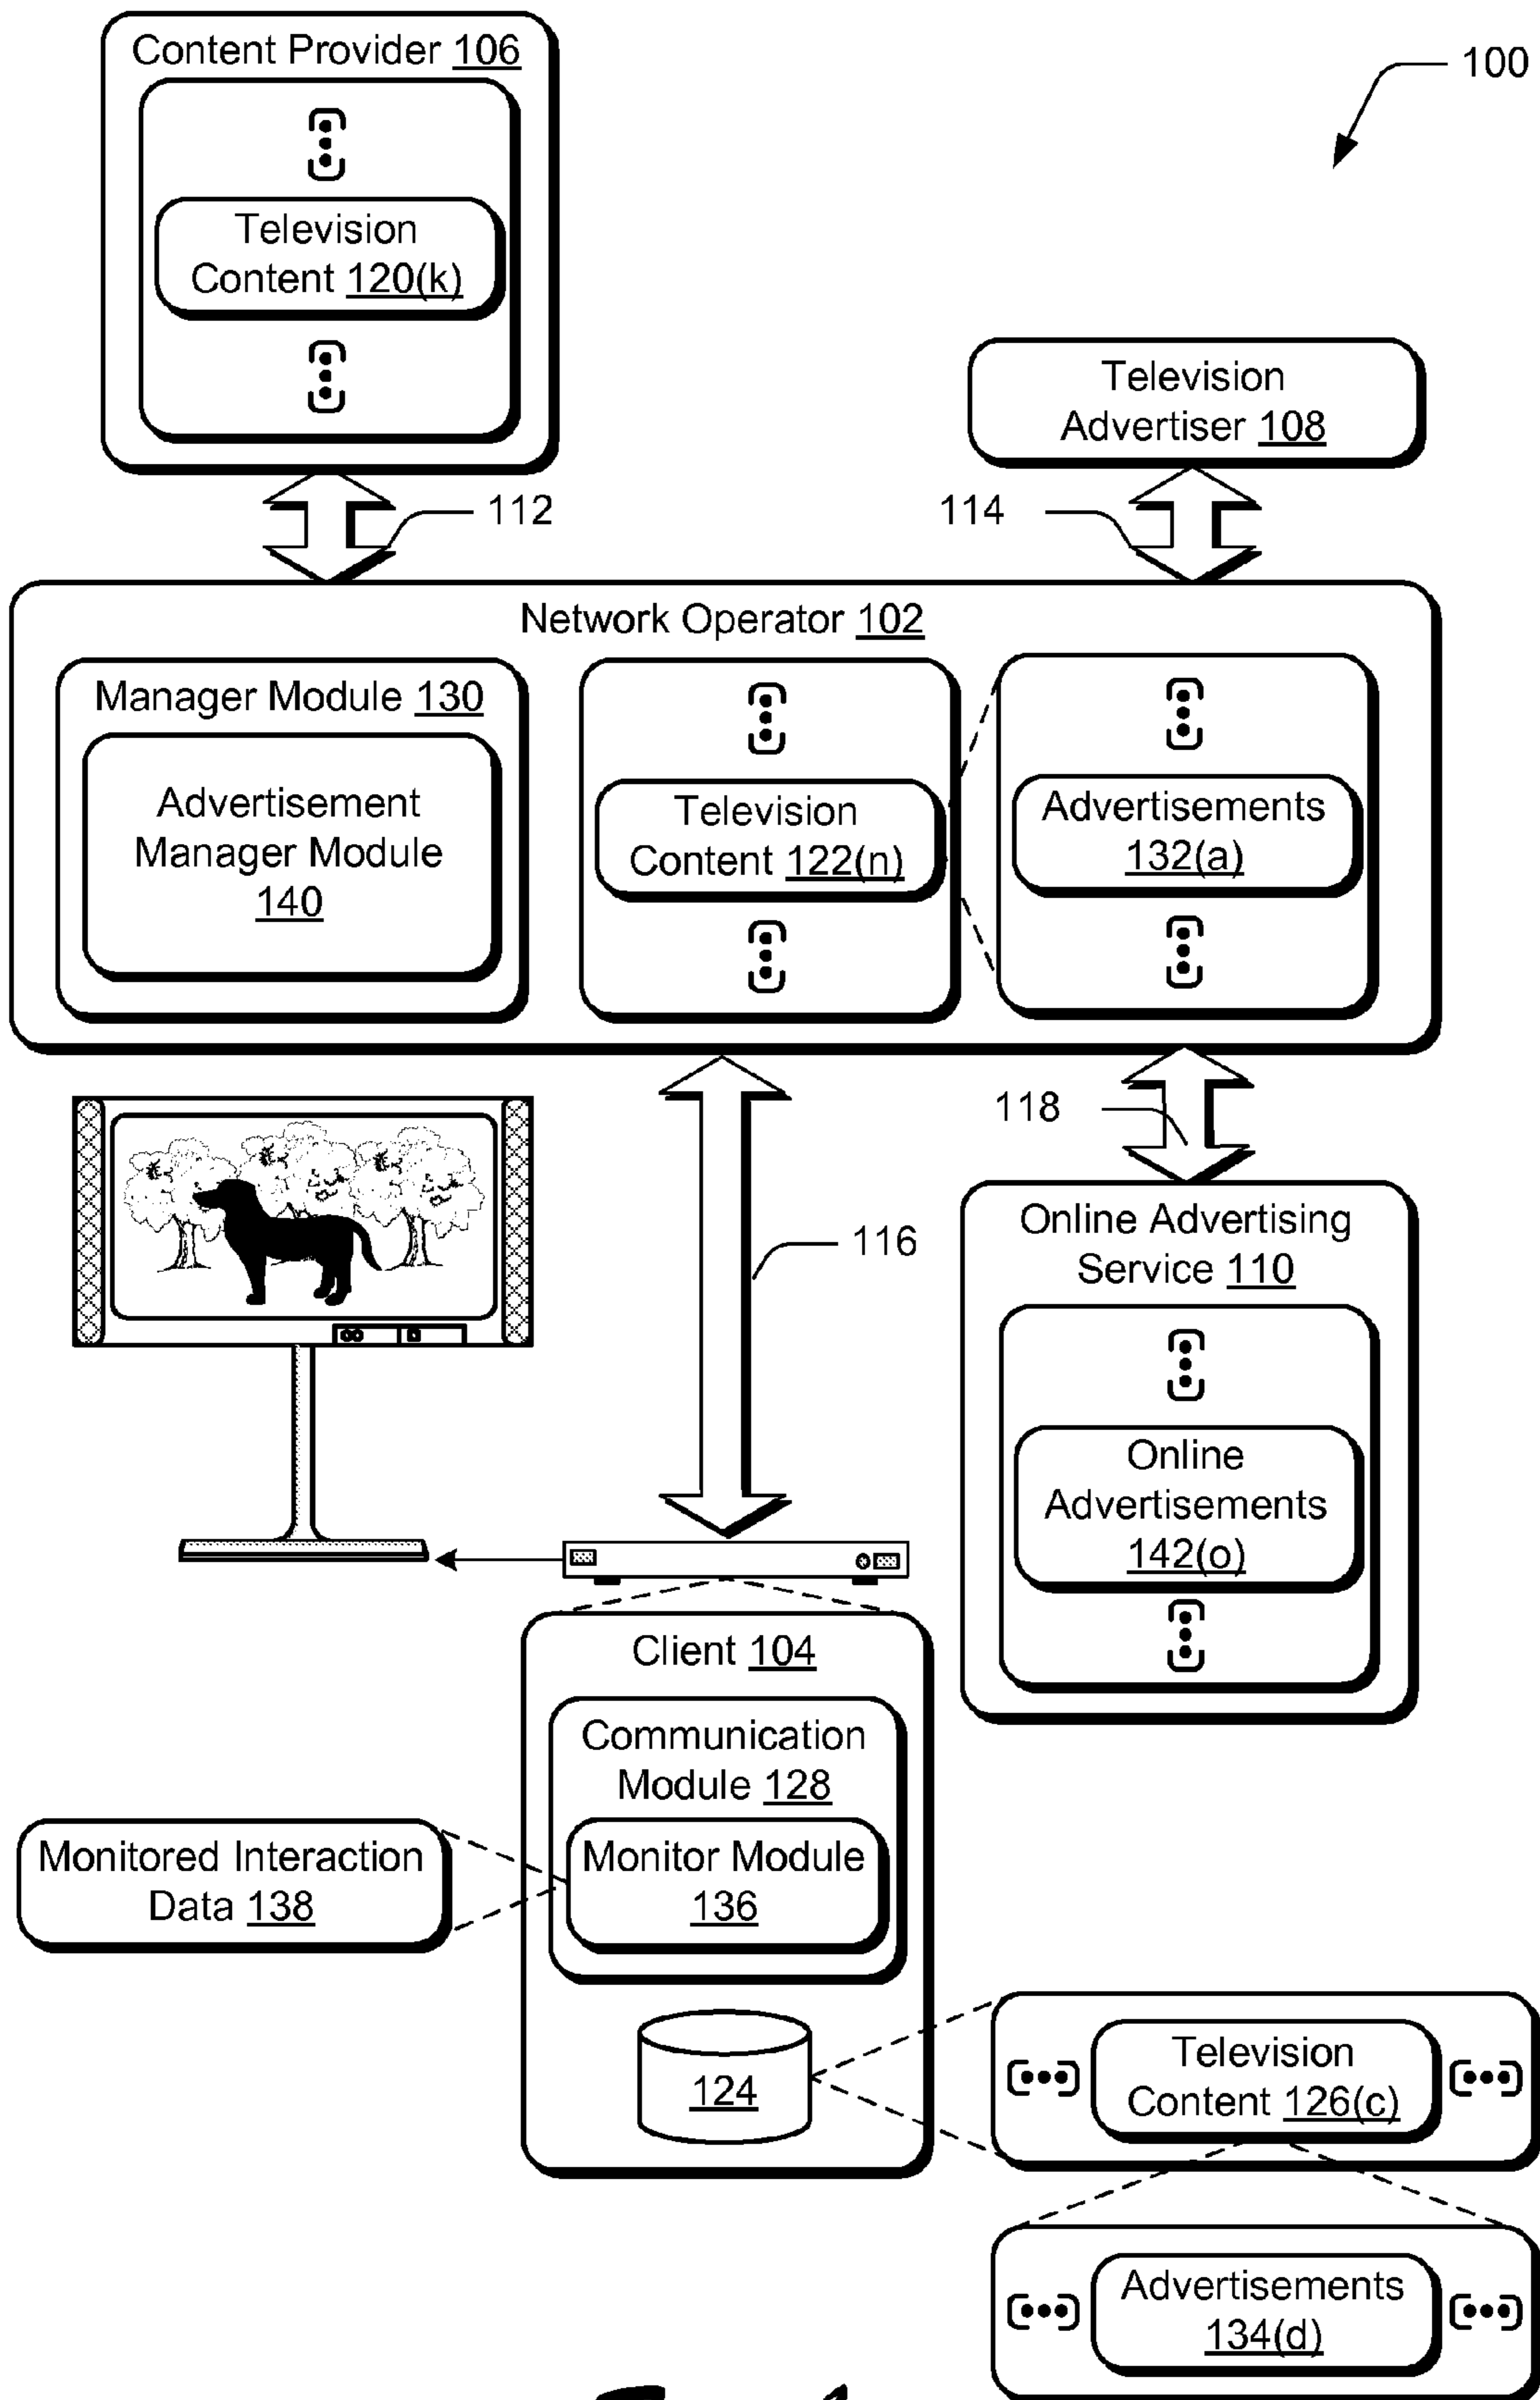 Content Provider 106
100
Television
Content 120(k)
Television
Advertiser 108
112
114
Network Operator 102
Manager Module 130
Advertisement
Manager Module
140
Television
Content 122(n)
Advertisements
132(a)
118
116
Online Advertising
Service 110
Online
Advertisements
142(o)
Client 104
Communication
Module 128
Monitor Module
136
Monitored Interaction
Data 138
124
Television
Content 126(c)
Advertisements
134(d)